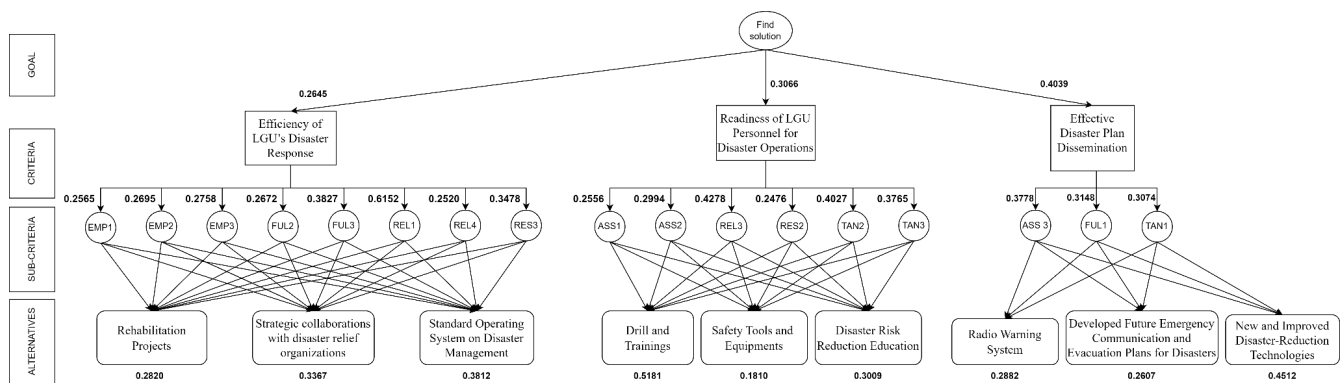 Find
solution
GOAL
0.2645
0.3066
0.4039
CRITERIA
Efficiency of
LGU's Disaster
Response
Readiness of LGU
Personnel for
Disaster Operations
Effective
Disaster Plan
Dissemination
0.2565
0.2695
0.2758
0.2672
0.3827
0.6152
0.2520
0.3478
0.2556
0.2994
0.4278
0.2476
0.4027
0.3765
0.3778
0.3148
0.3074
SUB-CRITERIA
EMP1
EMP2
EMP3
FUL2
FUL3
REL1
REL4
RES3
ASS1
ASS2
REL3
RES2
TAN2
TAN3
ASS 3
FUL1
TAN1
ALTERNATIVES
Rehabilitation
Projects
Strategic collaborations
with disaster relief
organizations
Standard Operating
System on Disaster
Management
Drill and
Trainings
Safety Tools and
Equipments
Disaster Risk
Reduction Education
Radio Warning
System
Developed Future Emergency
Communication and
Evacuation Plans for Disasters
New and Improved
Disaster-Reduction
Technologies
0.2820
0.3367
0.3812
0.5181
0.1810
0.3009
0.2882
0.2607
0.4512